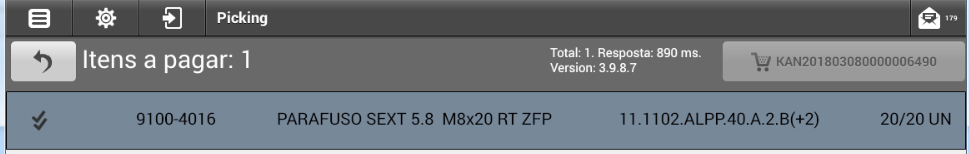 Picking
179
Itens a pagar: 1
Total: 1. Resposta: 890 ms.
Version: 3.9.8.7
KAN201803080000006490
9100-4016 PARAFUSO SEXT 5.8 M8x20 RT ZFP 11.1102.ALPP.40.A.2.B(+2) 20/20 UN